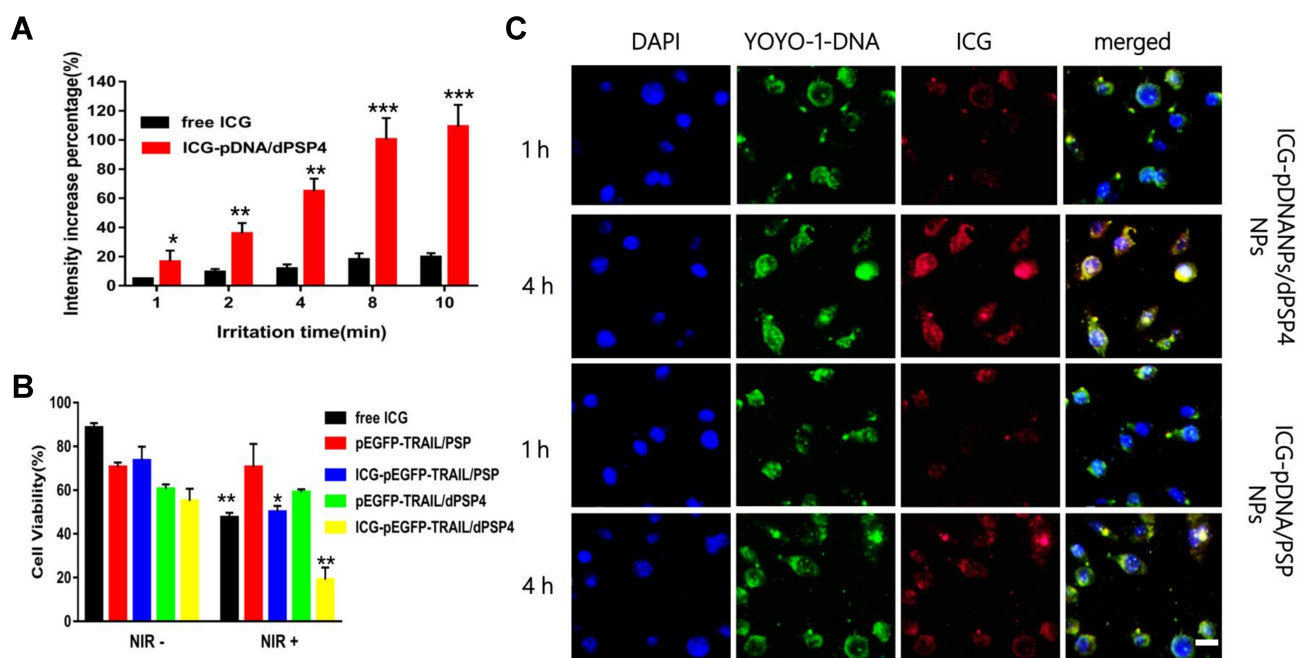 A
Intensity increase percentage(%)
140
120
100
80
60
40
20
0
free ICG
ICG-pDNA/dPSP4
*
**
**
***
***
1 2 4 8 10
Irritation time(min)
B
Cell Viability(%)
100
80
60
40
20
0
free ICG
pEGFP-TRAIL/PSP
ICG-pEGFP-TRAIL/PSP
pEGFP-TRAIL/dPSP4
ICG-pEGFP-TRAIL/dPSP4
**
*
**
NIR - NIR +
C
DAPI YOYO-1-DNA ICG merged
1 h
4 h
1 h
4 h
ICG-pDNANPs/dPSP4
NPs
ICG-pDNA/PSP
NPs